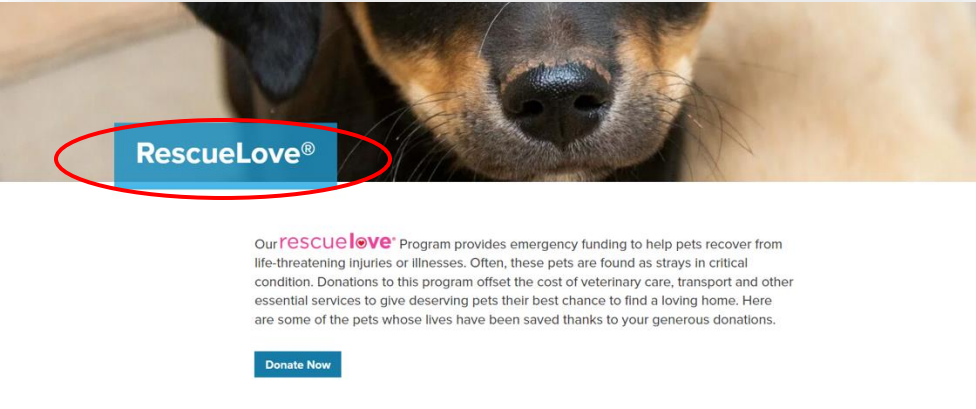 RescueLove®
Our rescuelove® Program provides emergency funding to help pets recover from
life-threatening injuries or illnesses. Often, these pets are found as strays in critical
condition. Donations to this program offset the cost of veterinary care, transport and other
essential services to give deserving pets their best chance to find a loving home. Here
are some of the pets whose lives have been saved thanks to your generous donations.
Donate Now